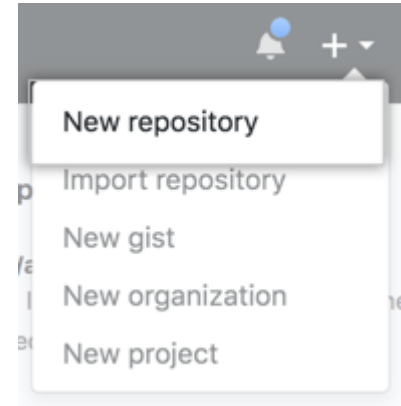 New repository
Import repository
New gist
New organization
New project